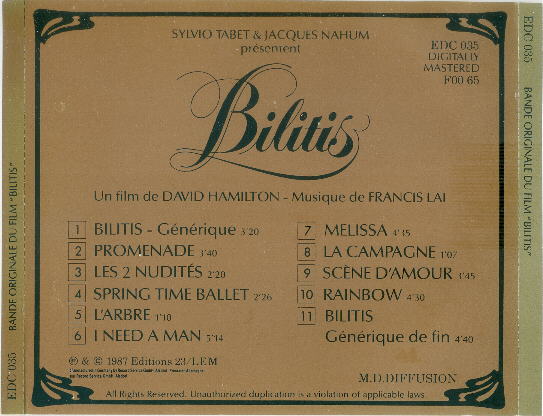 SYLVIO TABET & JACQUES NAHUM
présentent
EDC 035
DIGITALLY
MASTERED
F00 65
Bilitis
Un film de DAVID HAMILTON - Musique de FRANCIS LAI
1 BILITIS - Générique 3'20
2 PROMENADE 3'40
3 LES 2 NUDITÉS 2'20
4 SPRING TIME BALLET 2'26
5 L'ARBRE 1'18
6 I NEED A MAN 5'14
7 MELISSA 4'35
8 LA CAMPAGNE 1'07
9 SCÈNE D'AMOUR 3'45
10 RAINBOW 4'30
11 BILITIS
Générique de fin 4'40
℗ & © 1987 Editions 23/LEM
M.D.DIFFUSION
All Rights Reserved. Unauthorized duplication is a violation of applicable laws.
EDC 035 BANDE ORIGINALE DU FILM "BILITIS"
EDC 035 BANDE ORIGINALE DU FILM "BILITIS"